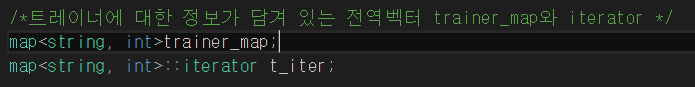 /*트레이너에 대한 정보가 담겨 있는 전역벡터 trainer_map와 iterator */
map<string, int>trainer_map;
map<string, int>::iterator t_iter;